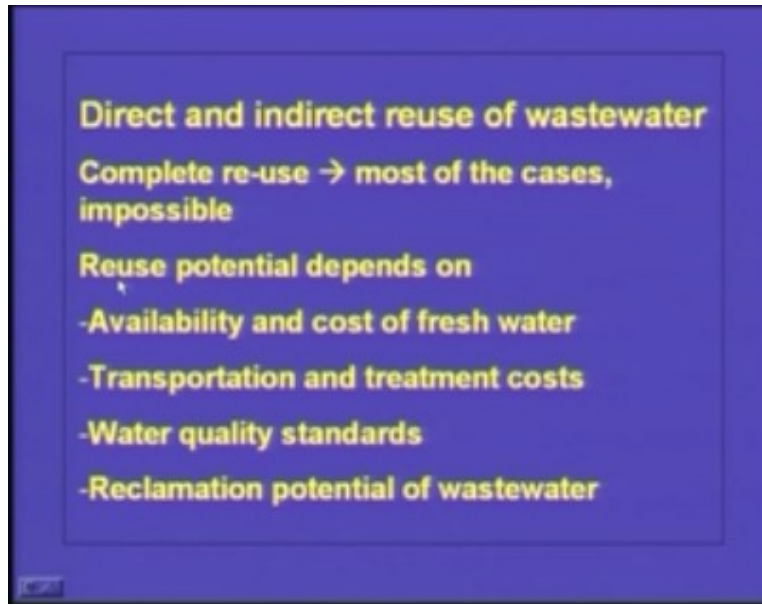 Direct and indirect reuse of wastewater
Complete re-use → most of the cases,
impossible
Reuse potential depends on
-Availability and cost of fresh water
-Transportation and treatment costs
-Water quality standards
-Reclamation potential of wastewater